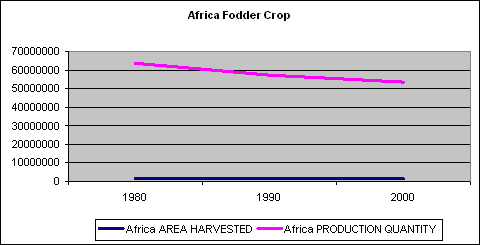 Africa Fodder Crop
70000000
60000000
50000000
40000000
30000000
20000000
10000000
0
1980 1990 2000
Africa AREA HARVESTED Africa PRODUCTION QUANTITY